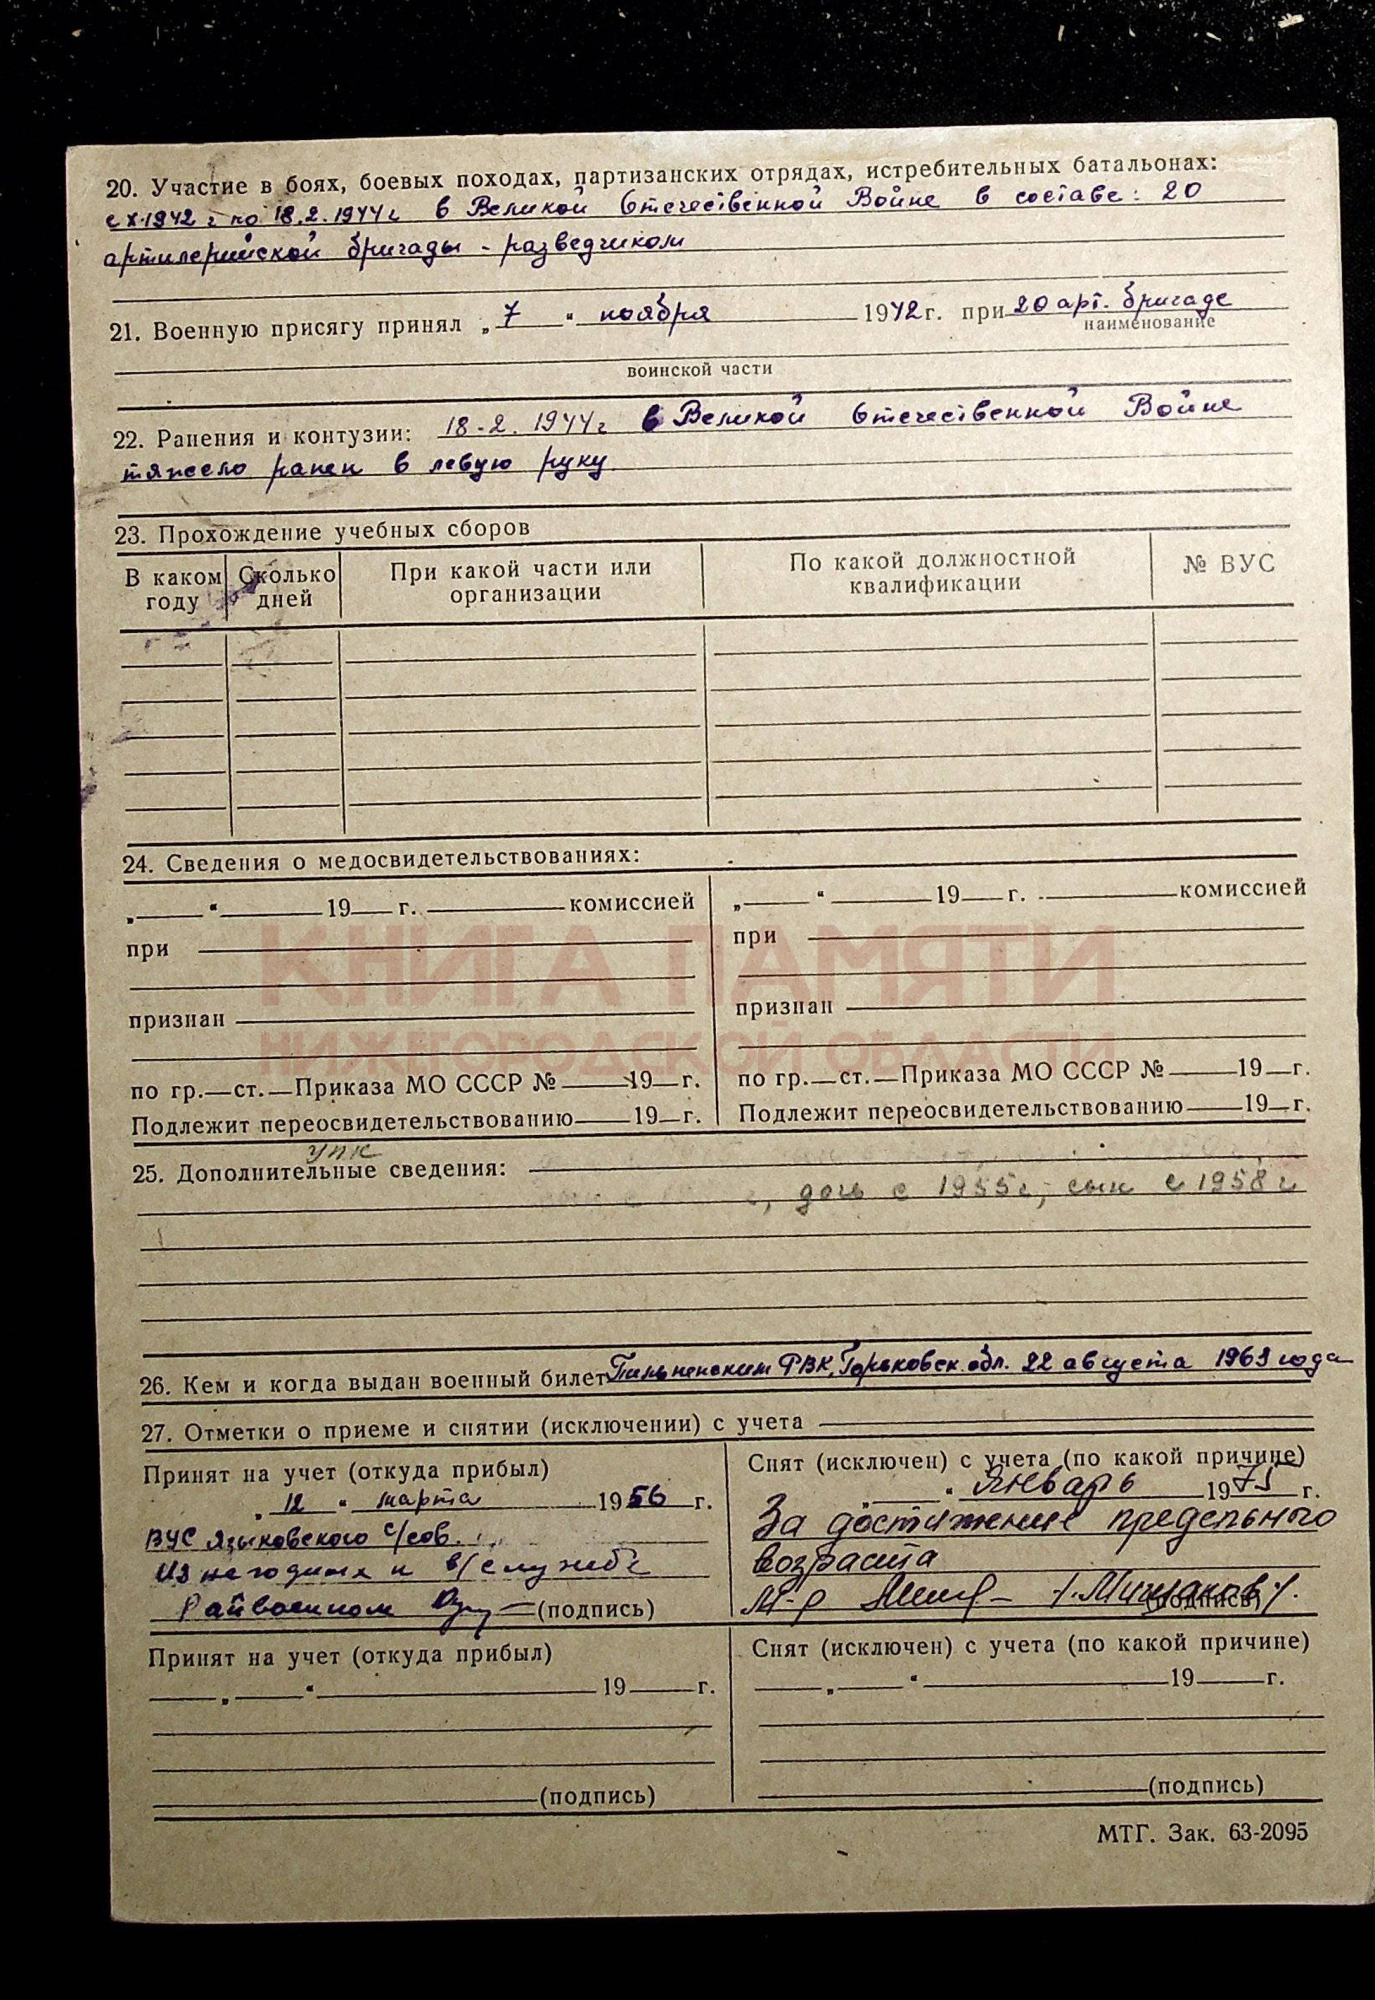 20. Участие в боях, боевых походах, партизанских отрядах, истребительных батальонах:
с X-1942 г по 18.2.1944 г в Великой Отечественной Войне в составе: 20
артилерийской бригады - разведчиком
21. Военную присягу принял „ 7 “ ноября 1942 г. при 20 арт. бригаде
наименование
воинской части
22. Ранения и контузии: 18-2.1944 г в Великой Отечественной Войне
тяжело ранен в левую руку
23. Прохождение учебных сборов
В каком году Сколько дней При какой части или организации По какой должностной квалификации № ВУС
24. Сведения о медосвидетельствованиях:
„ “ 19 г. комиссией „ “ 19 г. комиссией
при при
признан признан
КНИГА ПАМЯТИ
НИЖЕГОРОДСКОЙ ОБЛАСТИ
по гр. ст. Приказа МО СССР № 19 г. по гр. ст. Приказа МО СССР № 19 г.
Подлежит переосвидетельствованию 19 г. Подлежит переосвидетельствованию 19 г.
упк
25. Дополнительные сведения:
дочь с 1955 г, сын с 1958 г
26. Кем и когда выдан военный билет Пильненским РВК, Горьковск. обл. 22 августа 1963 года
27. Отметки о приеме и снятии (исключении) с учета
Принят на учет (откуда прибыл)
„ 12 “ марта 1956 г.
ВУС Языковского с/сов.
Из негодных к в/службе
Райвоенком (подпись)
Снят (исключен) с учета (по какой причине)
„ “ Январь 1975 г.
За достижение предельного
возраста
М-р (подпись)
Принят на учет (откуда прибыл)
„ “ 19 г.
(подпись)
Снят (исключен) с учета (по какой причине)
„ “ 19 г.
(подпись)
МТГ. Зак. 63-2095